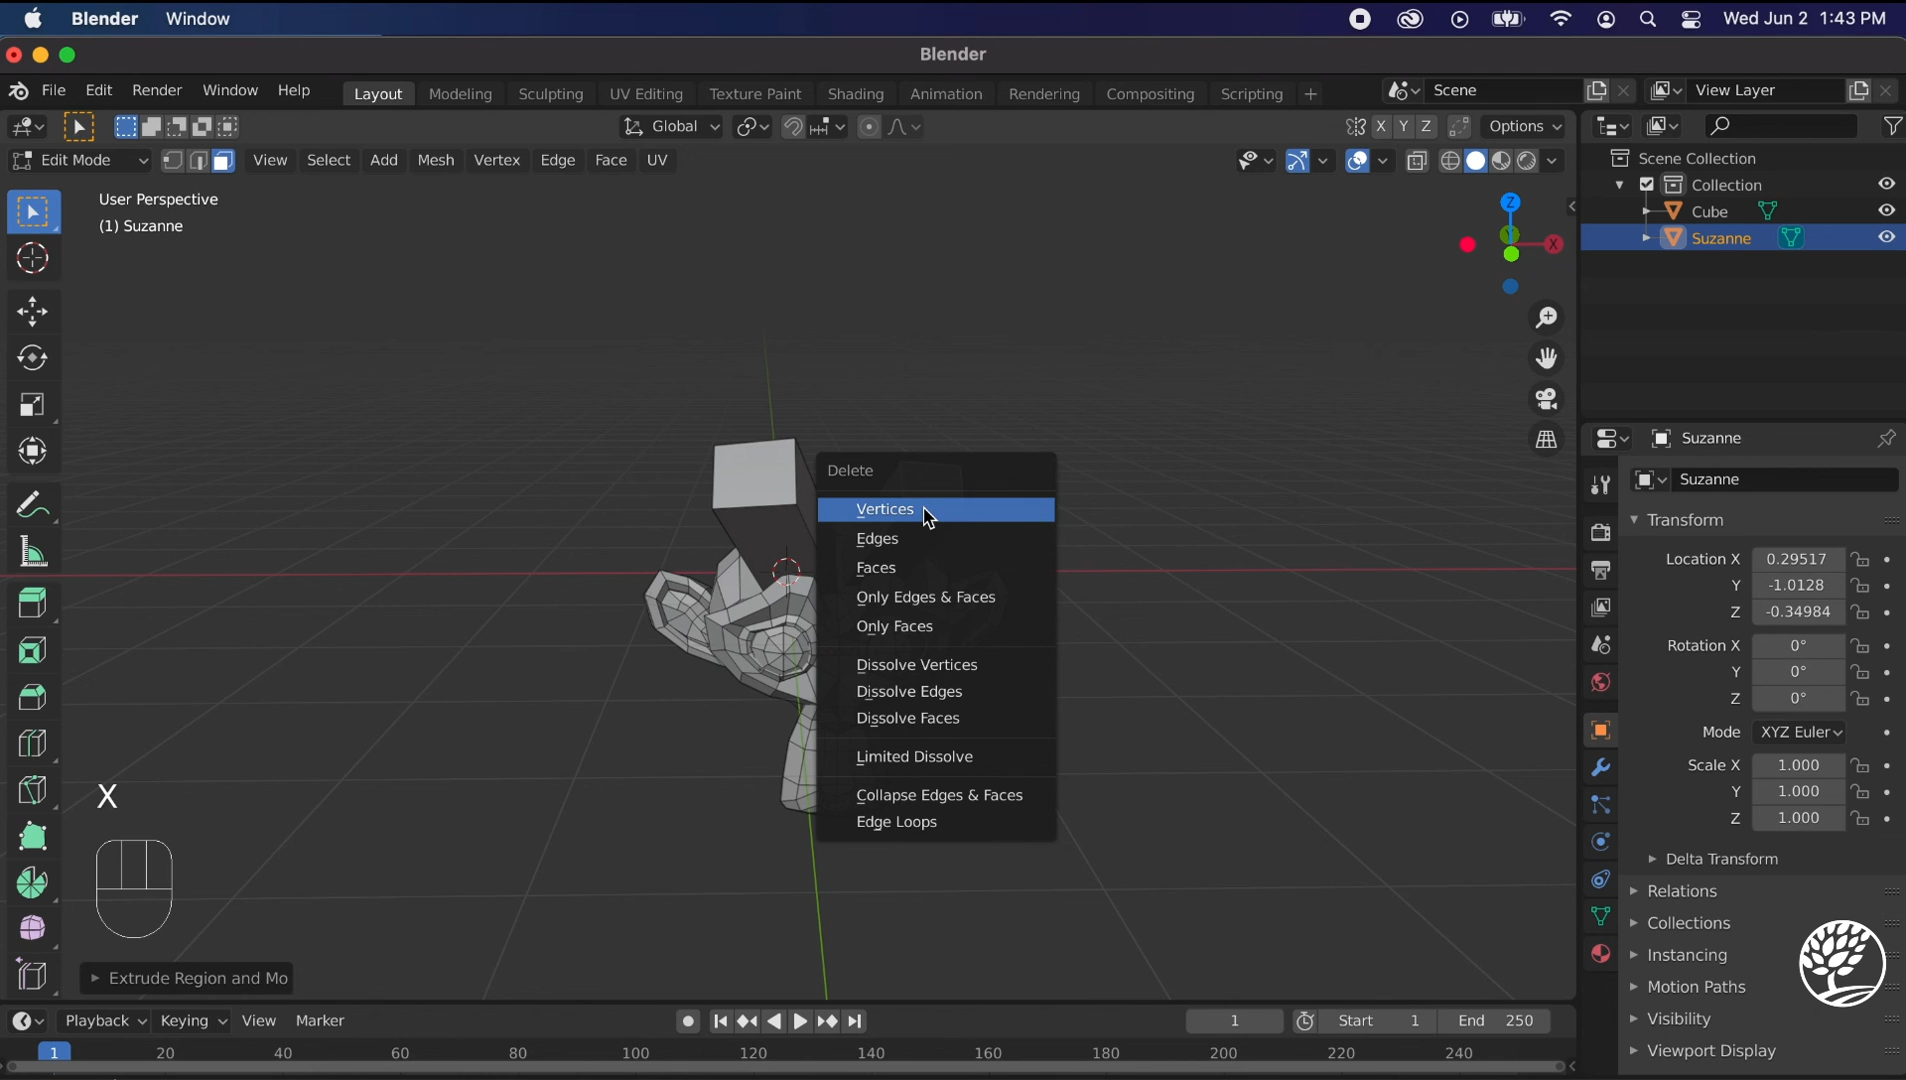 Blender Window Wed Jun 2 1:43 PM
Blender
File Edit Render Window Help Layout Modeling Sculpting UV Editing Texture Paint Shading Animation Rendering Compositing Scripting + Scene View Layer
Global X Y Z Options
Edit Mode View Select Add Mesh Vertex Edge Face UV
Scene Collection
Collection
Cube
Suzanne
User Perspective
(1) Suzanne
Z
X
Delete
Vertices
Edges
Faces
Only Edges & Faces
Only Faces
Dissolve Vertices
Dissolve Edges
Dissolve Faces
Limited Dissolve
Collapse Edges & Faces
Edge Loops
X
Extrude Region and Mo
Suzanne
Suzanne
Transform
Location X 0.29517
Y -1.0128
Z -0.34984
Rotation X 0°
Y 0°
Z 0°
Mode XYZ Euler
Scale X 1.000
Y 1.000
Z 1.000
Delta Transform
Relations
Collections
Instancing
Motion Paths
Visibility
Viewport Display
Playback Keying View Marker 1 Start 1 End 250
1 20 40 60 80 100 120 140 160 180 200 220 240